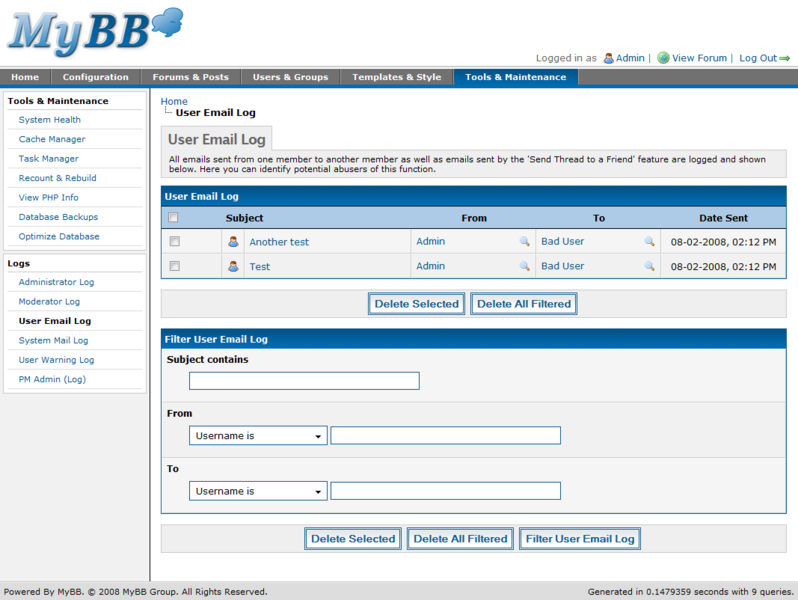 MyBB
Logged in as Admin | View Forum | Log Out
Home Configuration Forums & Posts Users & Groups Templates & Style Tools & Maintenance
Tools & Maintenance
System Health
Cache Manager
Task Manager
Recount & Rebuild
View PHP Info
Database Backups
Optimize Database
Logs
Administrator Log
Moderator Log
User Email Log
System Mail Log
User Warning Log
PM Admin (Log)
Home
User Email Log
User Email Log
All emails sent from one member to another member as well as emails sent by the 'Send Thread to a Friend' feature are logged and shown
below. Here you can identify potential abusers of this function.
User Email Log
Subject From To Date Sent
Another test Admin Bad User 08-02-2008, 02:12 PM
Test Admin Bad User 08-02-2008, 02:12 PM
Delete Selected Delete All Filtered
Filter User Email Log
Subject contains
From
Username is
To
Username is
Delete Selected Delete All Filtered Filter User Email Log
Powered By MyBB. © 2008 MyBB Group. All Rights Reserved. Generated in 0.1479359 seconds with 9 queries.